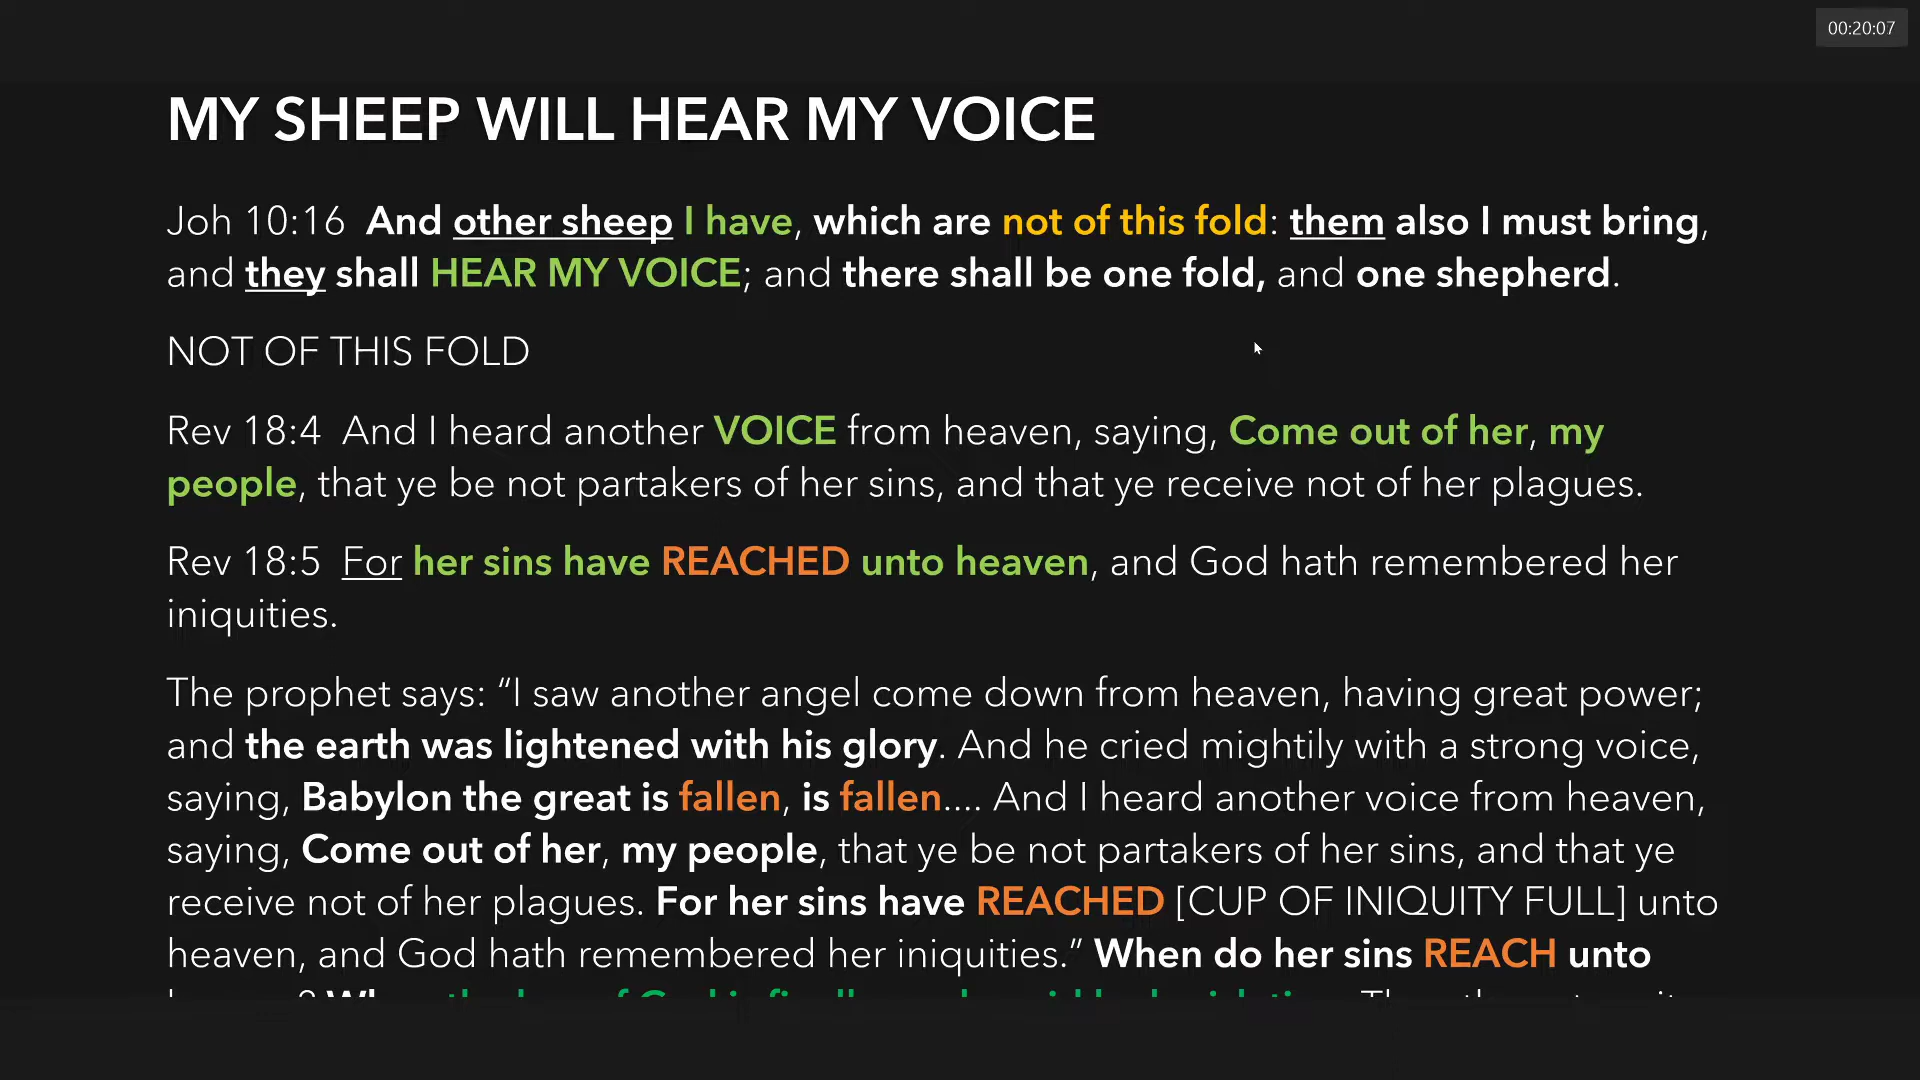 00:20:07
MY SHEEP WILL HEAR MY VOICE
Joh 10:16 And other sheep I have, which are not of this fold: them also I must bring,
and they shall HEAR MY VOICE; and there shall be one fold, and one shepherd.
NOT OF THIS FOLD
Rev 18:4 And I heard another VOICE from heaven, saying, Come out of her, my
people, that ye be not partakers of her sins, and that ye receive not of her plagues.
Rev 18:5 For her sins have REACHED unto heaven, and God hath remembered her
iniquities.
The prophet says: “I saw another angel come down from heaven, having great power;
and the earth was lightened with his glory. And he cried mightily with a strong voice,
saying, Babylon the great is fallen, is fallen.... And I heard another voice from heaven,
saying, Come out of her, my people, that ye be not partakers of her sins, and that ye
receive not of her plagues. For her sins have REACHED [CUP OF INIQUITY FULL] unto
heaven, and God hath remembered her iniquities.” When do her sins REACH unto